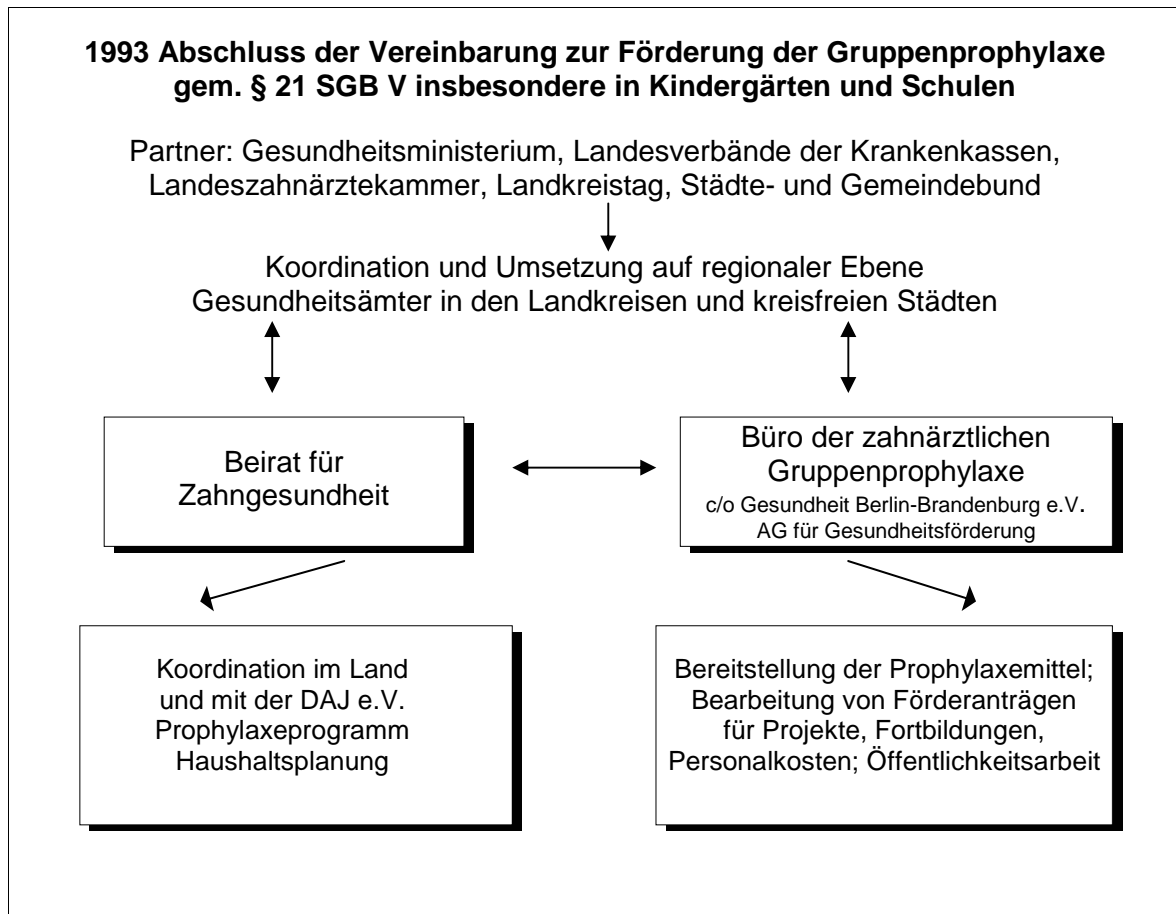 1993 Abschluss der Vereinbarung zur Förderung der Gruppenprophylaxe
gem. § 21 SGB V insbesondere in Kindergärten und Schulen
Partner: Gesundheitsministerium, Landesverbände der Krankenkassen,
Landeszahnärztekammer, Landkreistag, Städte- und Gemeindebund
Koordination und Umsetzung auf regionaler Ebene
Gesundheitsämter in den Landkreisen und kreisfreien Städten
Beirat für
Zahngesundheit
Büro der zahnärztlichen
Gruppenprophylaxe
c/o Gesundheit Berlin-Brandenburg e.V.
AG für Gesundheitsförderung
Koordination im Land
und mit der DAJ e.V.
Prophylaxeprogramm
Haushaltsplanung
Bereitstellung der Prophylaxemittel;
Bearbeitung von Förderanträgen
für Projekte, Fortbildungen,
Personalkosten; Öffentlichkeitsarbeit